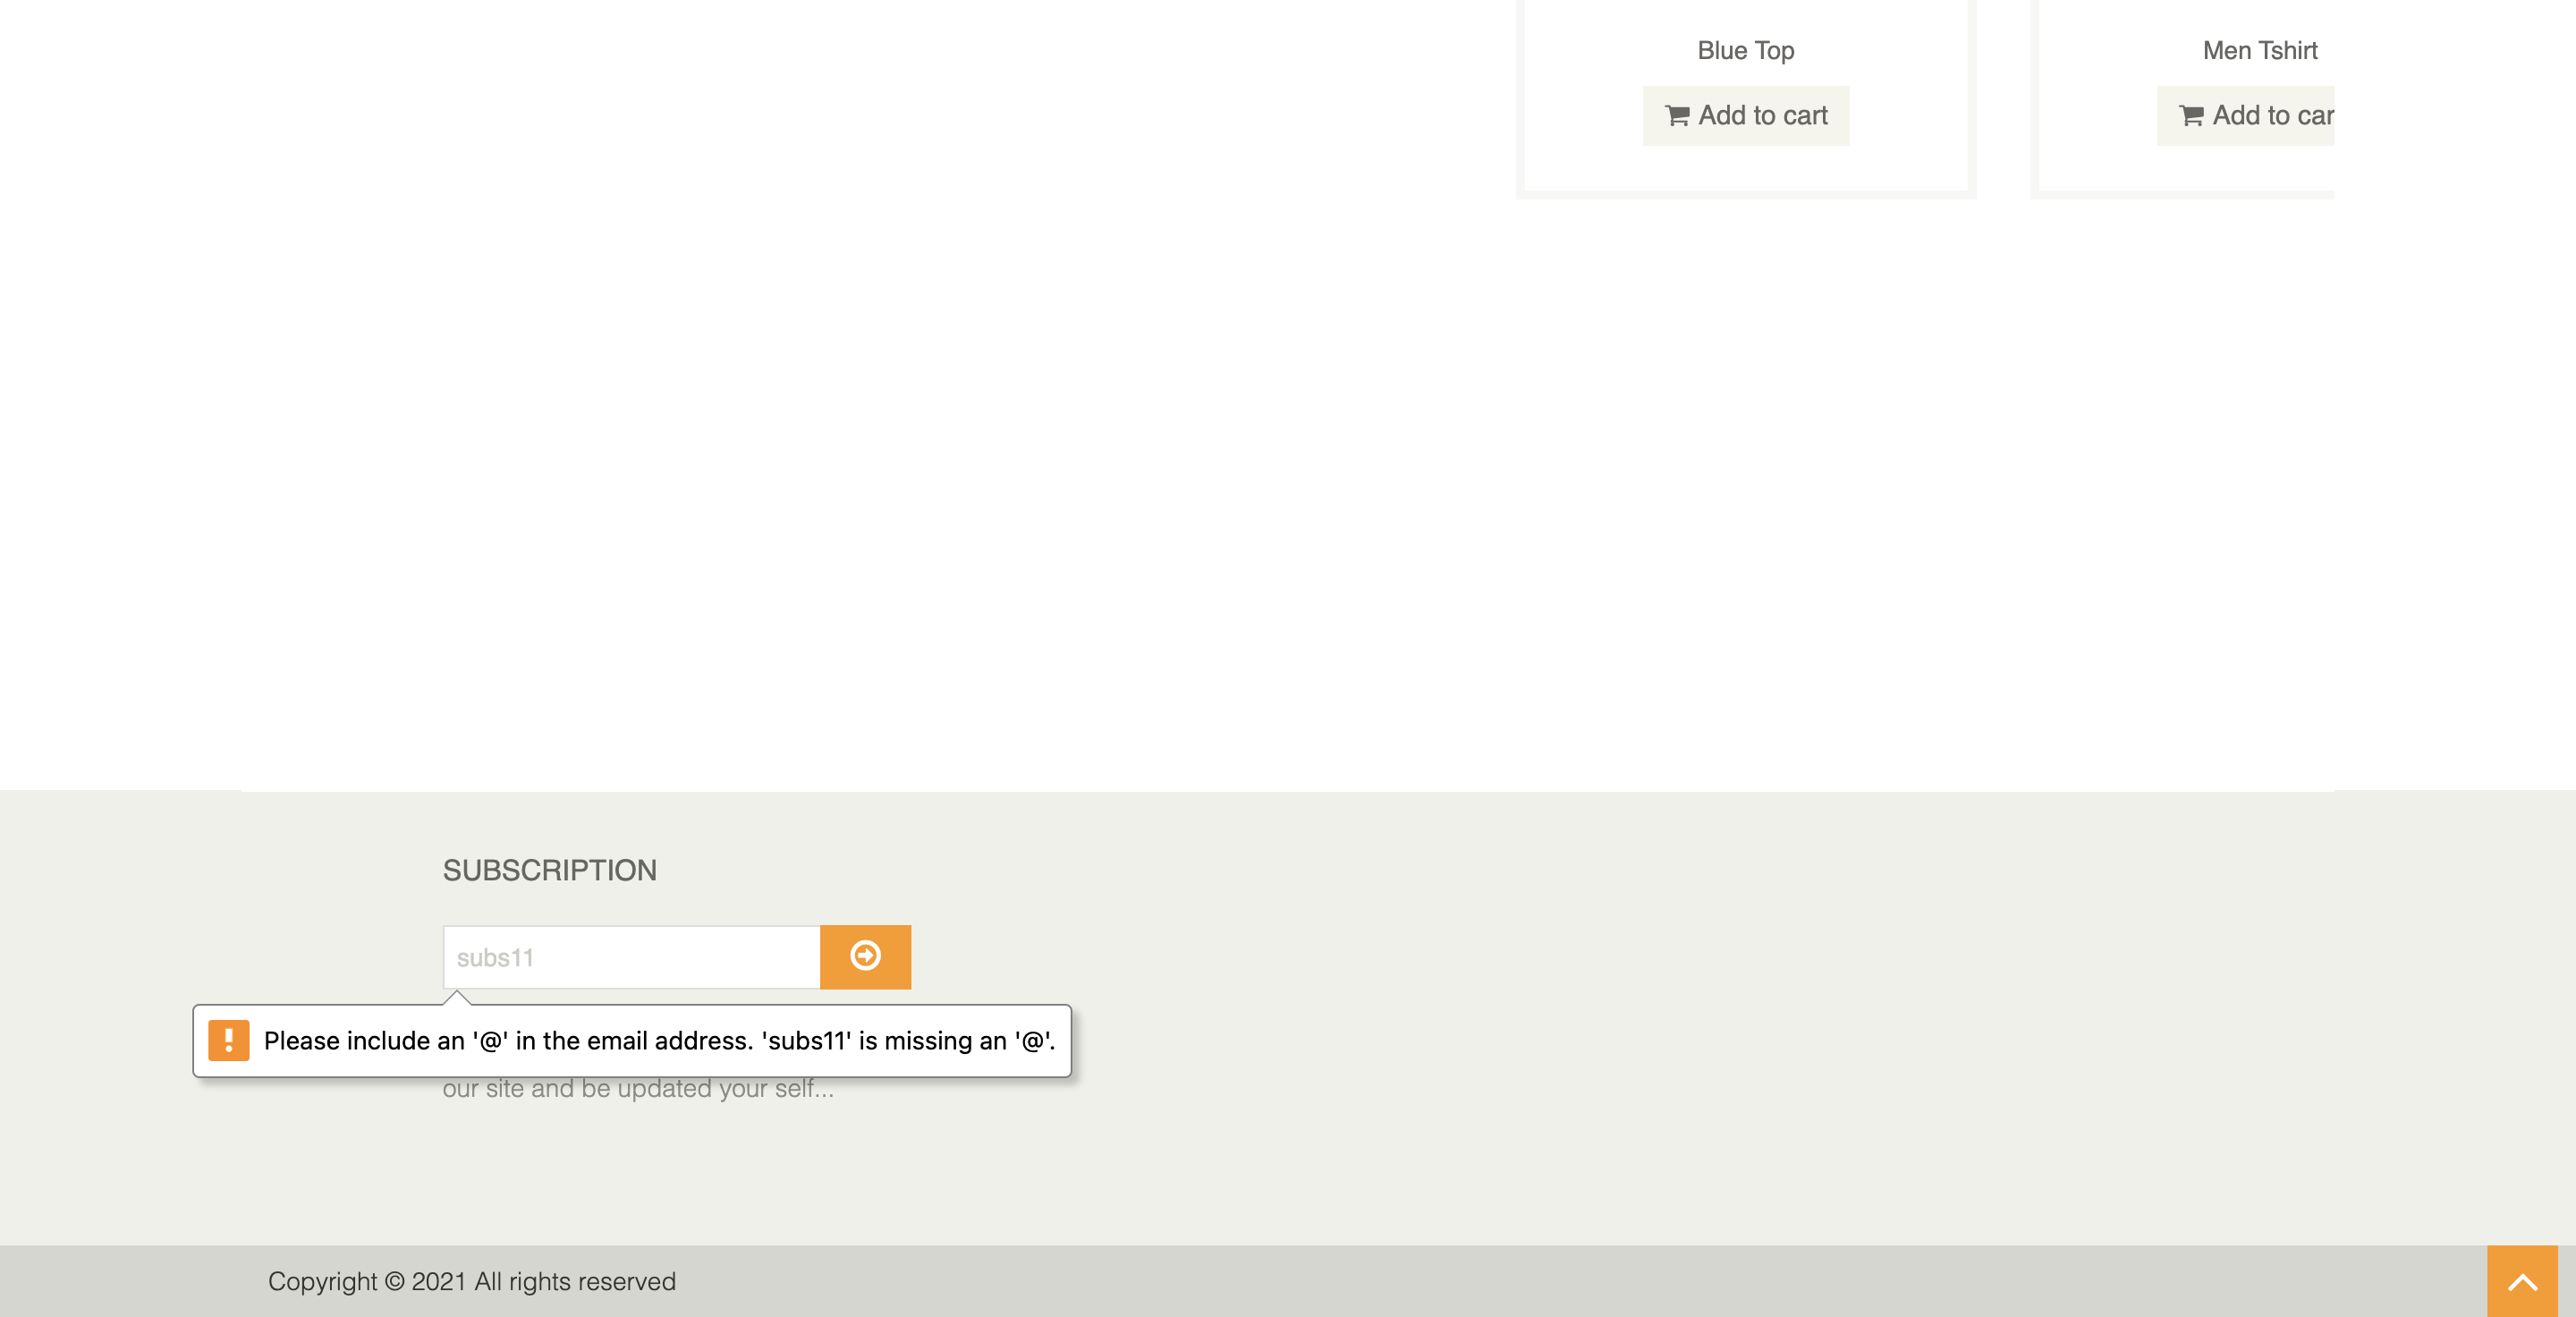 Blue Top
Men Tshirt
Add to cart
Add to car
SUBSCRIPTION
subs11
Please include an '@' in the email address. 'subs11' is missing an '@'.
our site and be updated your self...
Copyright © 2021 All rights reserved